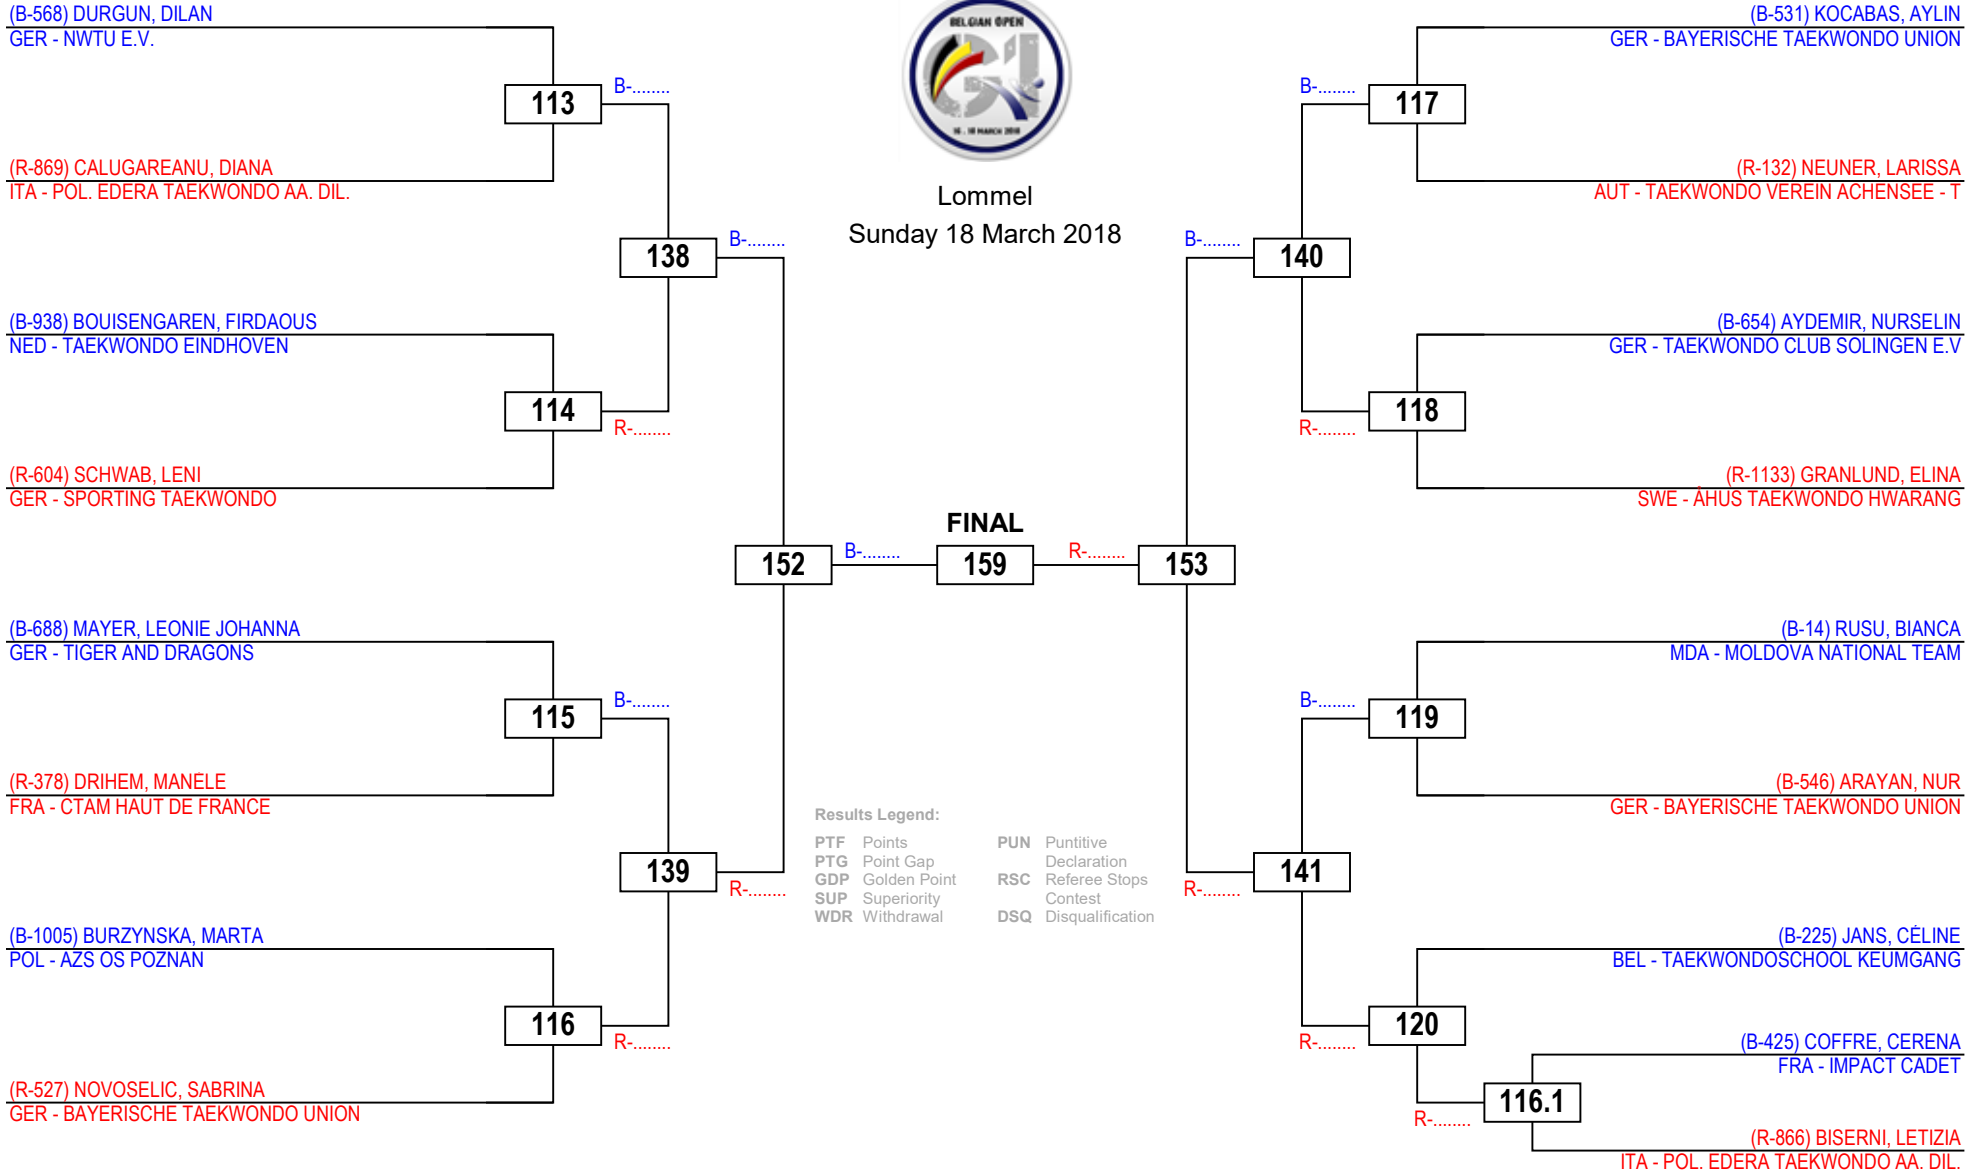 (B-568) DURGUN, DILAN
GER - NWTU E.V.
(R-869) CALUGAREANU, DIANA
ITA - POL. EDERA TAEKWONDO AA. DIL.
(B-938) BOUISENGAREN, FIRDAOUS
NED - TAEKWONDO EINDHOVEN
(R-604) SCHWAB, LENI
GER - SPORTING TAEKWONDO
(B-688) MAYER, LEONIE JOHANNA
GER - TIGER AND DRAGONS
(R-378) DRIHEM, MANÉLE
FRA - CTAM HAUT DE FRANCE
(B-1005) BURZYNSKA, MARTA
POL - AZS OS POZNAN
(R-527) NOVOSELIC, SABRINA
GER - BAYERISCHE TAEKWONDO UNION
113
B-........
114
R-........
115
B-........
116
R-........
138
B-........
139
R-........
152
B-........
BELGIAN OPEN
G1
16 - 18 MARCH 2018
Lommel
Sunday 18 March 2018
FINAL
159
Results Legend:
PTF Points
PTG Point Gap
GDP Golden Point
SUP Superiority
WDR Withdrawal
PUN Puntitive
Declaration
RSC Referee Stops
Contest
DSQ Disqualification
R-........
153
B-........
140
R-........
141
B-........
117
R-........
118
B-........
119
R-........
120
R-........
116.1
(B-531) KOCABAS, AYLIN
GER - BAYERISCHE TAEKWONDO UNION
(R-132) NEUNER, LARISSA
AUT - TAEKWONDO VEREIN ACHENSEE - T
(B-654) AYDEMIR, NURSELIN
GER - TAEKWONDO CLUB SOLINGEN E.V
(R-1133) GRANLUND, ELINA
SWE - ÅHUS TAEKWONDO HWARANG
(B-14) RUSU, BIANCA
MDA - MOLDOVA NATIONAL TEAM
(B-546) ARAYAN, NUR
GER - BAYERISCHE TAEKWONDO UNION
(B-225) JANS, CÉLINE
BEL - TAEKWONDOSCHOOL KEUMGANG
(B-425) COFFRE, CERENA
FRA - IMPACT CADET
(R-866) BISERNI, LETIZIA
ITA - POL. EDERA TAEKWONDO AA. DIL.